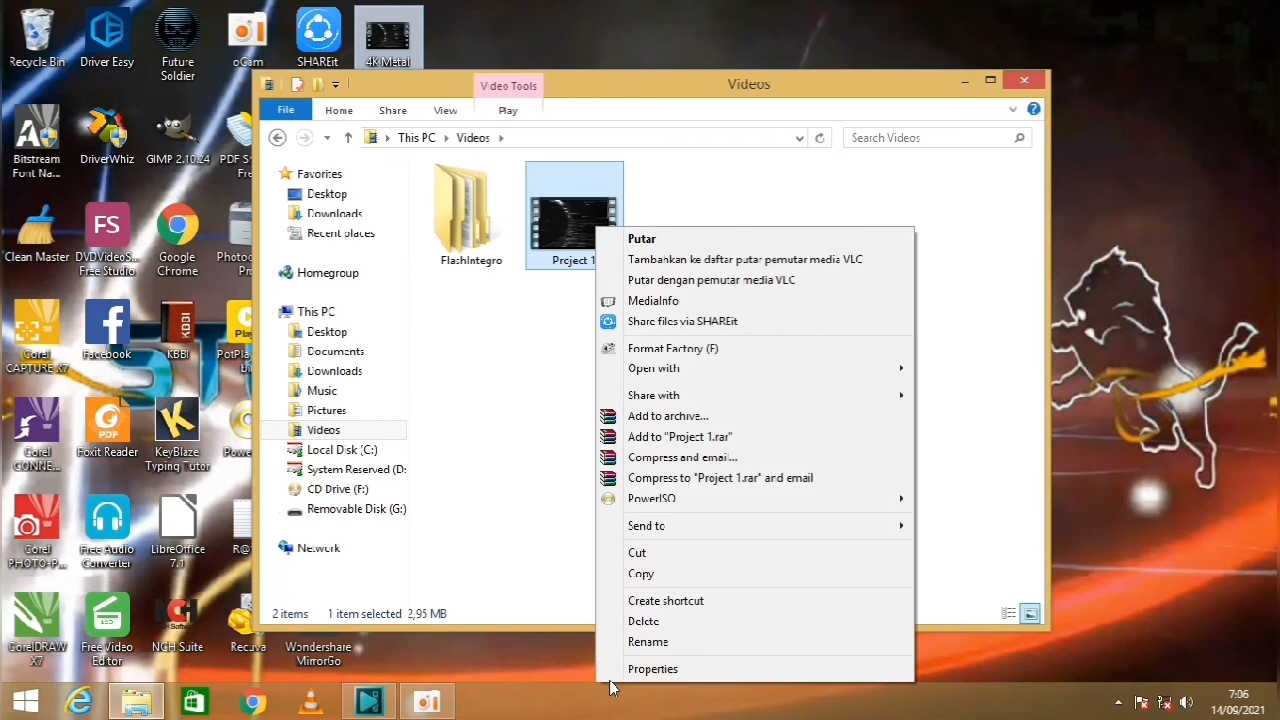 Recycle Bin
Driver Easy
Future
Soldier
oCam
SHAREit
4K Metal
Bitstream
Font Na...
DriverWhiz
GIMP 2.10.24
Clean Master
DVDVideoS...
Free Studio
Google
Chrome
Corel
CAPTURE X7
Facebook
KBBI
KBBI
Corel
CONNE...
Foxit Reader
PDF
KeyBlaze
Typing Tutor
Corel
PHOTO-P...
Free Audio
Converter
LibreOffice
7.1
CorelDRAW
X7
Free Video
Editor
NCH Suite
Recuva
Wondershare
MirrorGo
Video Tools
Videos
File
Home
Share
View
Play
This PC
Videos
Search Videos
Favorites
Desktop
Downloads
Recent places
Homegroup
This PC
Desktop
Documents
Downloads
Music
Pictures
Videos
Local Disk (C:)
System Reserved (D:
CD Drive (F:)
Removable Disk (G:)
Network
FlashIntegro
Project 1
2 items
1 item selected 2,95 MB
Putar
Tambahkan ke daftar putar pemutar media VLC
Putar dengan pemutar media VLC
MediaInfo
Share files via SHAREit
Format Factory (F)
Open with
Share with
Add to archive...
Add to "Project 1.rar"
Compress and email...
Compress to "Project 1.rar" and email
PowerISO
Send to
Cut
Copy
Create shortcut
Delete
Rename
Properties
7:06
14/09/2021